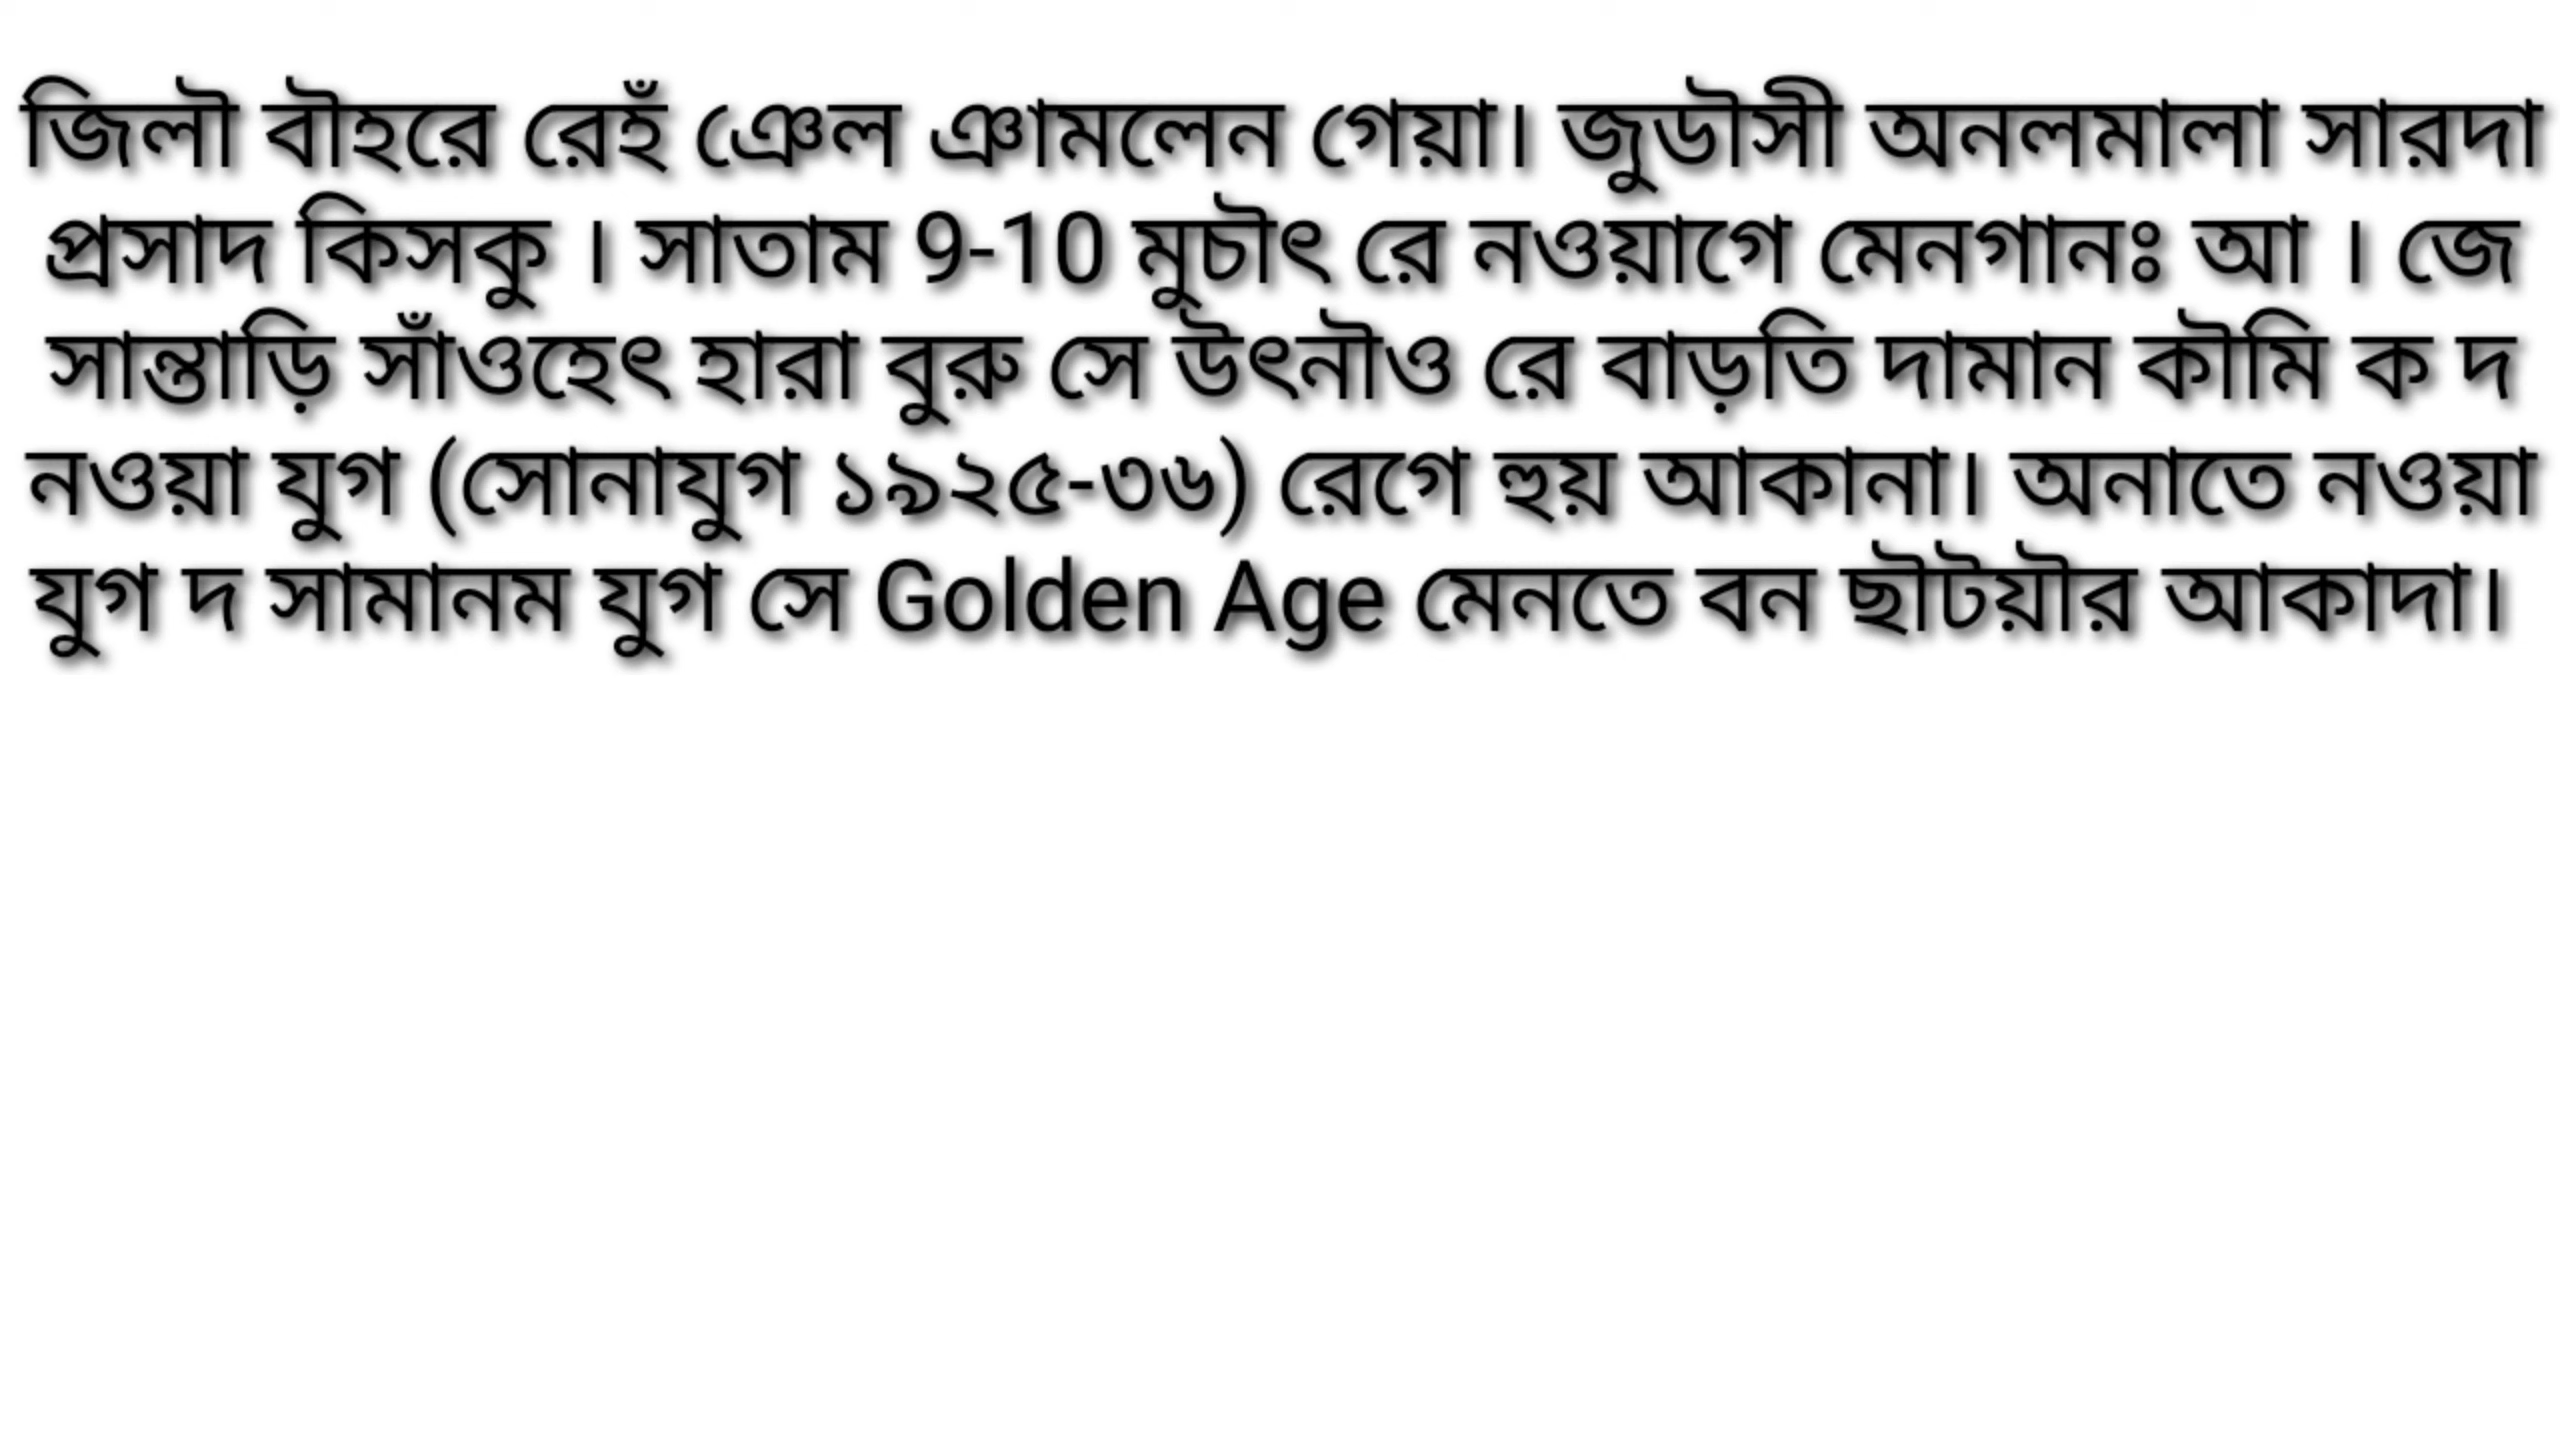 জিলৗ বৗহরে রেহঁ ঞেল ঞামলেন গেয়া। জুডৗসী অনলমালা সারদা
প্রসাদ কিসকু । সাতাম 9-10 মুচৗৎ রে নওয়াগে মেনগানঃ আ । জে
সান্তাড়ি সাঁওহেৎ হারা বুরু সে উৎনৗও রে বাড়তি দামান কৗমি ক দ
নওয়া যুগ (সোনাযুগ ১৯২৫-৩৬) রেগে হুয় আকানা। অনাতে নওয়া
যুগ দ সামানম যুগ সে Golden Age মেনতে বন ছৗটয়ৗর আকাদা।